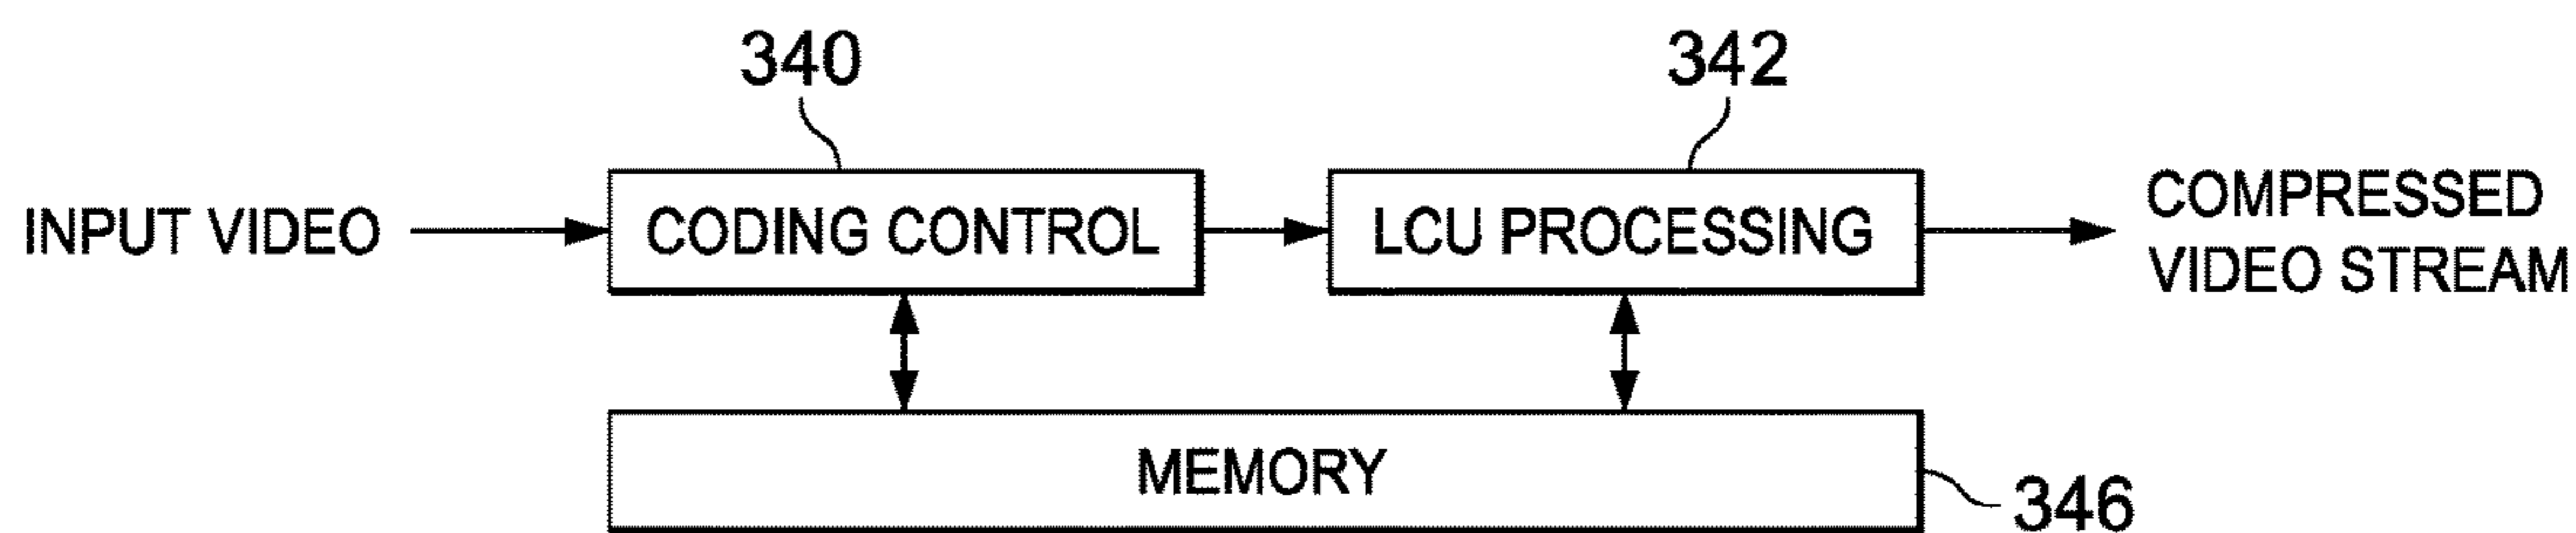 340
342
INPUT VIDEO
CODING CONTROL
LCU PROCESSING
COMPRESSED
VIDEO STREAM
MEMORY
346